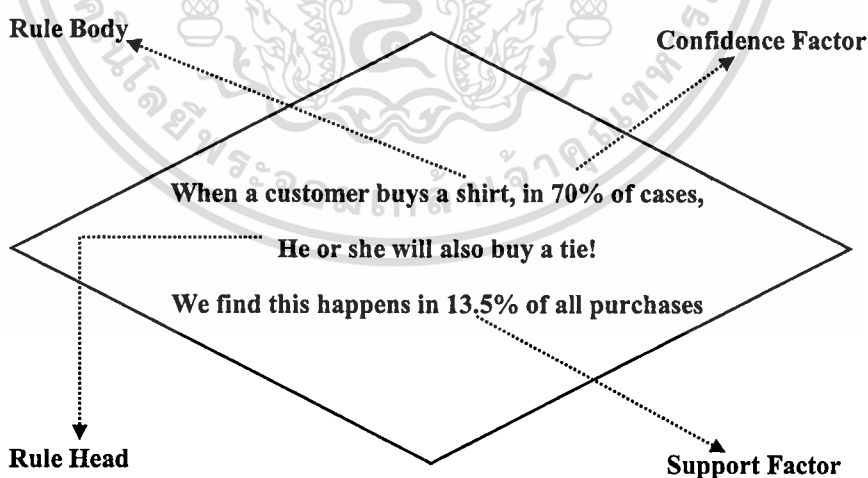 Rule Body
Confidence Factor
When a customer buys a shirt, in 70% of cases,
He or she will also buy a tie!
We find this happens in 13.5% of all purchases
Rule Head
Support Factor